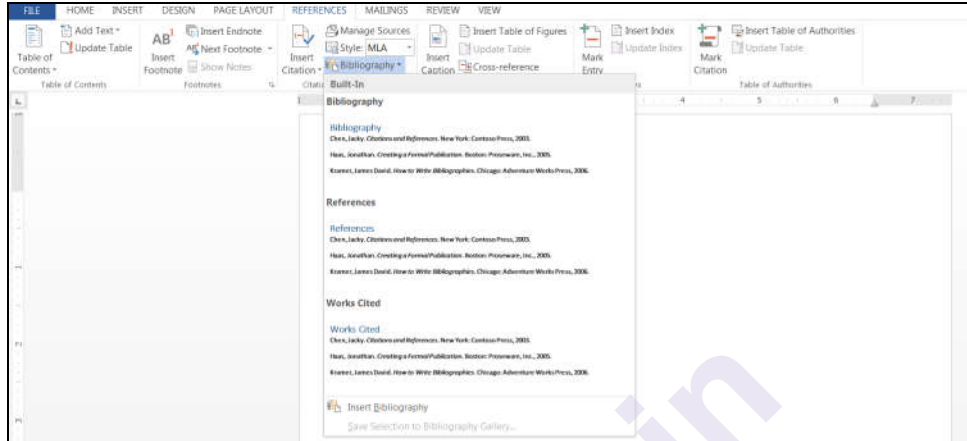 FILE HOME INSERT DESIGN PAGE LAYOUT REFERENCES MAILINGS REVIEW VIEW
Table of Contents
Add Text
Update Table
Table of Contents
AB1
Insert Footnote
Insert Endnote
AB Next Footnote
Show Notes
Footnotes
Insert Citation
Manage Sources
Style: MLA
Bibliography
Insert Caption
Insert Table of Figures
Update Table
Cross-reference
Mark Entry
Insert Index
Update Index
Mark Citation
Insert Table of Authorities
Update Table
Table of Authorities
4 5 6 7
Built-In
Bibliography
Bibliography
Chen, Jacky. Citations and References. New York: Contoso Press, 2003.
Haas, Jonathan. Creating a Formal Publication. Boston: Proseware, Inc., 2005.
Kramer, James David. How to Write Bibliographies. Chicago: Adventure Works Press, 2006.
References
References
Chen, Jacky. Citations and References. New York: Contoso Press, 2003.
Haas, Jonathan. Creating a Formal Publication. Boston: Proseware, Inc., 2005.
Kramer, James David. How to Write Bibliographies. Chicago: Adventure Works Press, 2006.
Works Cited
Works Cited
Chen, Jacky. Citations and References. New York: Contoso Press, 2003.
Haas, Jonathan. Creating a Formal Publication. Boston: Proseware, Inc., 2005.
Kramer, James David. How to Write Bibliographies. Chicago: Adventure Works Press, 2006.
Insert Bibliography
Save Selection to Bibliography Gallery...